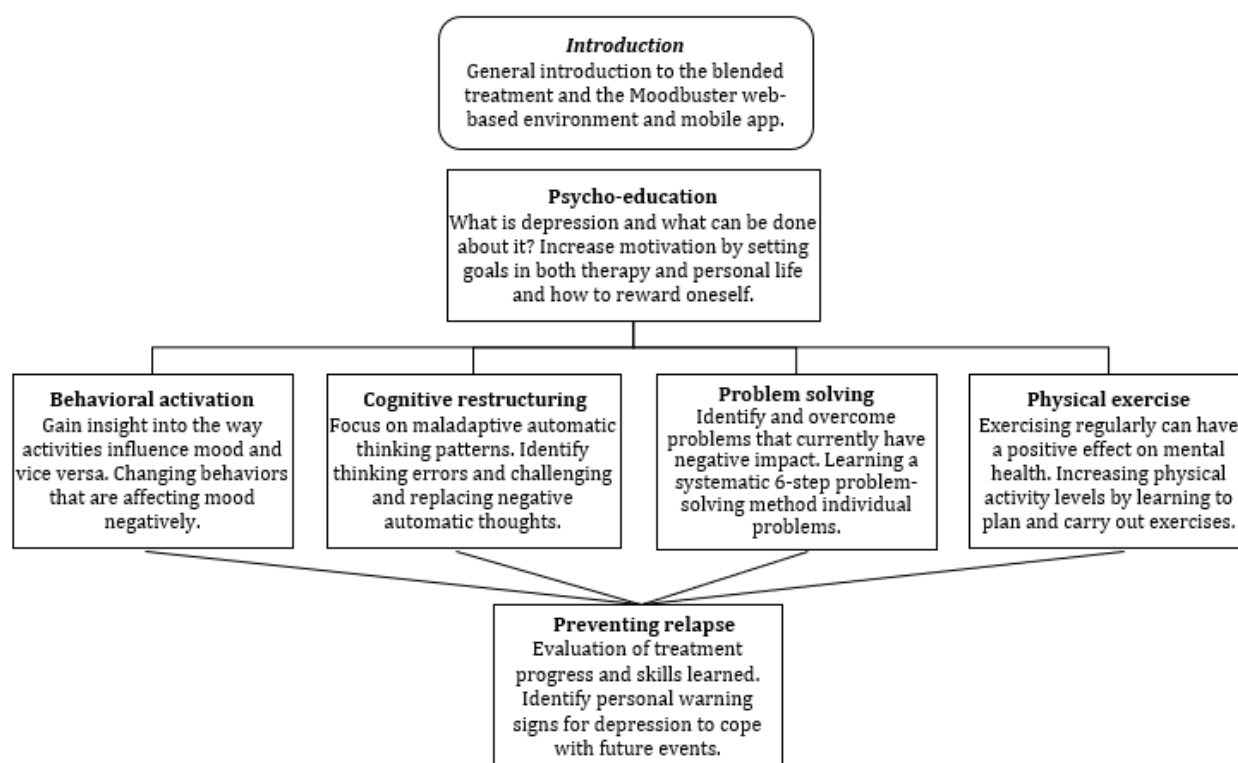 Introduction
General introduction to the blended
treatment and the Moodbuster web-
based environment and mobile app.
Psycho-education
What is depression and what can be done
about it? Increase motivation by setting
goals in both therapy and personal life
and how to reward oneself.
Behavioral activation
Gain insight into the way
activities influence mood and
vice versa. Changing behaviors
that are affecting mood
negatively.
Cognitive restructuring
Focus on maladaptive automatic
thinking patterns. Identify
thinking errors and challenging
and replacing negative
automatic thoughts.
Problem solving
Identify and overcome
problems that currently have
negative impact. Learning a
systematic 6-step problem-
solving method individual
problems.
Physical exercise
Exercising regularly can have
a positive effect on mental
health. Increasing physical
activity levels by learning to
plan and carry out exercises.
Preventing relapse
Evaluation of treatment
progress and skills learned.
Identify personal warning
signs for depression to cope
with future events.